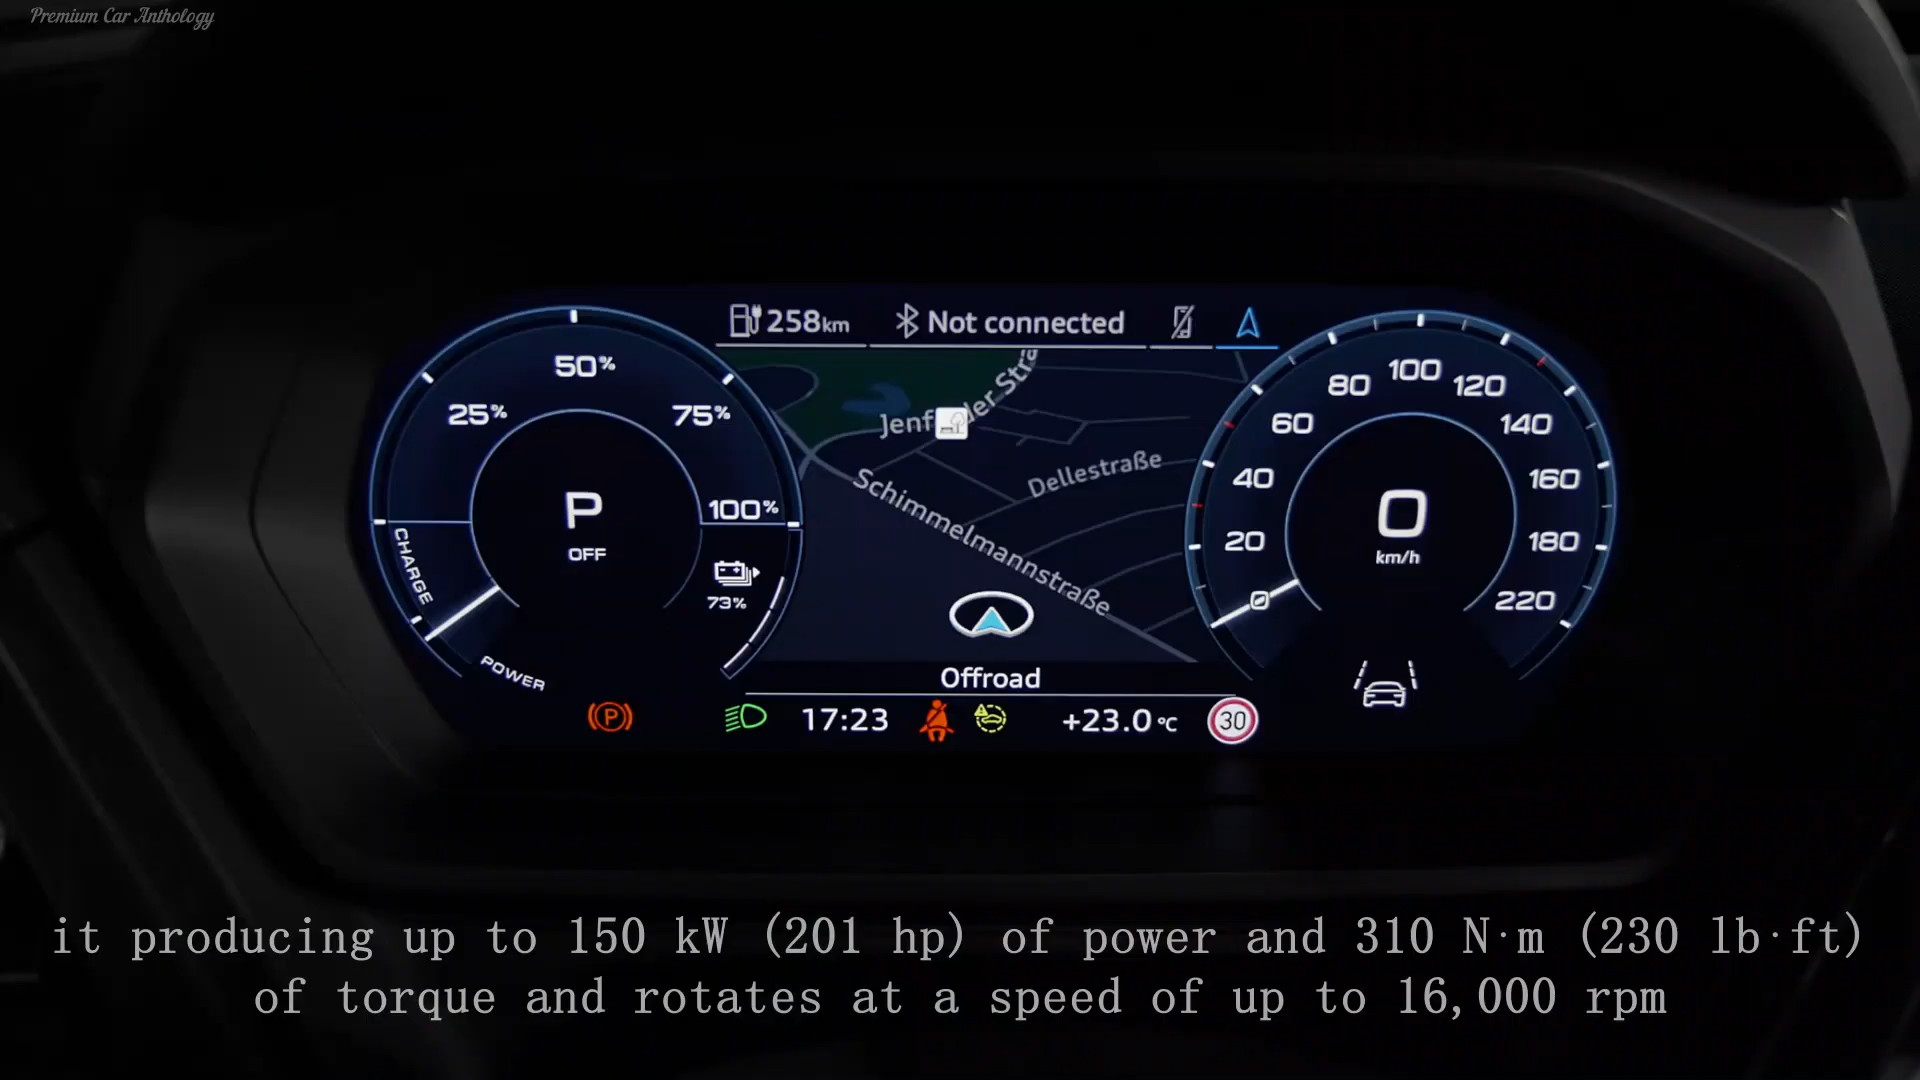 Premium Car Anthology
258km
Not connected
50%
25%
75%
100%
CHARGE
POWER
P
OFF
73%
Schimmelmannstraße
Dellestraße
Offroad
17:23
+23.0 °C
30
0
20
40
60
80
100
120
140
160
180
220
0
km/h
P
it producing up to 150 kW (201 hp) of power and 310 N·m (230 lb·ft)
of torque and rotates at a speed of up to 16,000 rpm